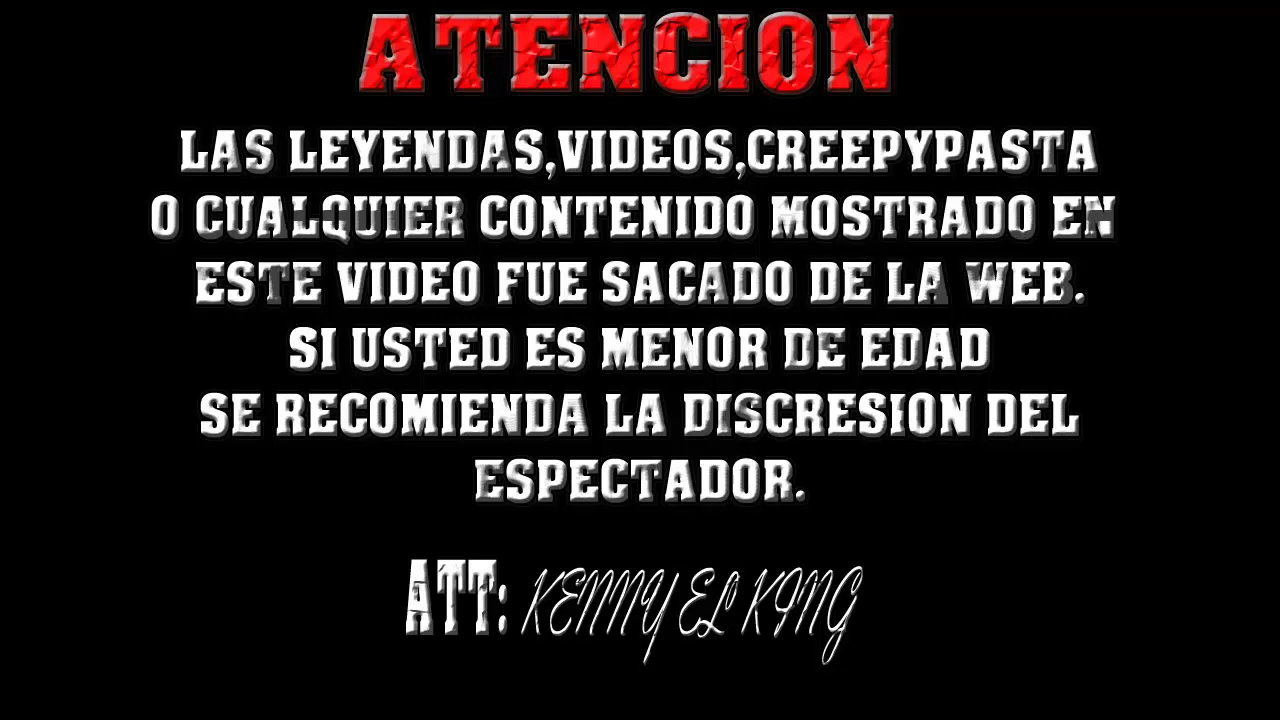 ATENCION
LAS LEYENDAS,VIDEOS,CREEPYPASTA
O CUALQUIER CONTENIDO MOSTRADO EN
ESTE VIDEO FUE SACADO DE LA WEB.
SI USTED ES MENOR DE EDAD
SE RECOMIENDA LA DISCRESION DEL
ESPECTADOR.
ATT: KENNY EL KING